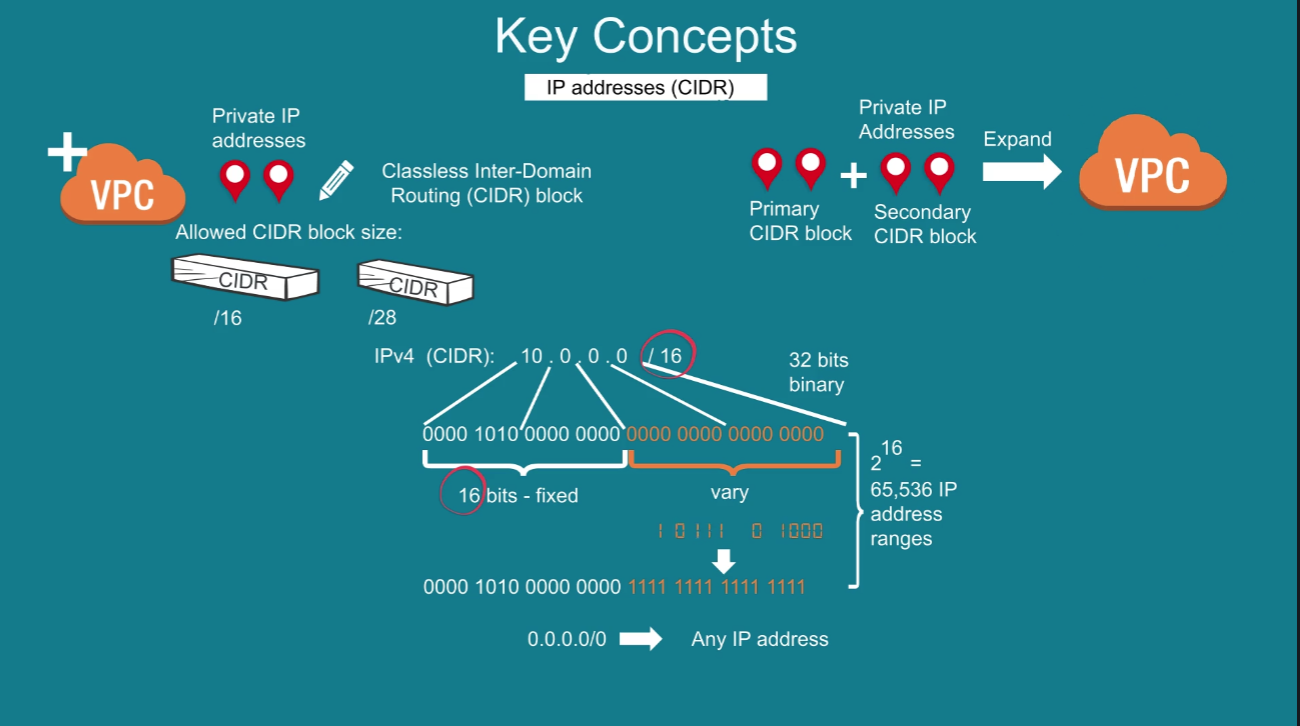 Key Concepts
IP addresses (CIDR)
Private IP
addresses
VPC
Classless Inter-Domain
Routing (CIDR) block
Allowed CIDR block size:
CIDR
CIDR
/16
/28
Private IP
Addresses
Expand
+
VPC
Primary
CIDR block
Secondary
CIDR block
IPv4 (CIDR): 10 . 0 . 0 . 0 / 16
32 bits
binary
0000 1010 0000 0000 0000 0000 0000 0000
16 bits - fixed
vary
1 0 1 1 1 0 1000
0000 1010 0000 0000 1111 1111 1111 1111
2^16 =
65,536 IP
address
ranges
0.0.0.0/0
Any IP address